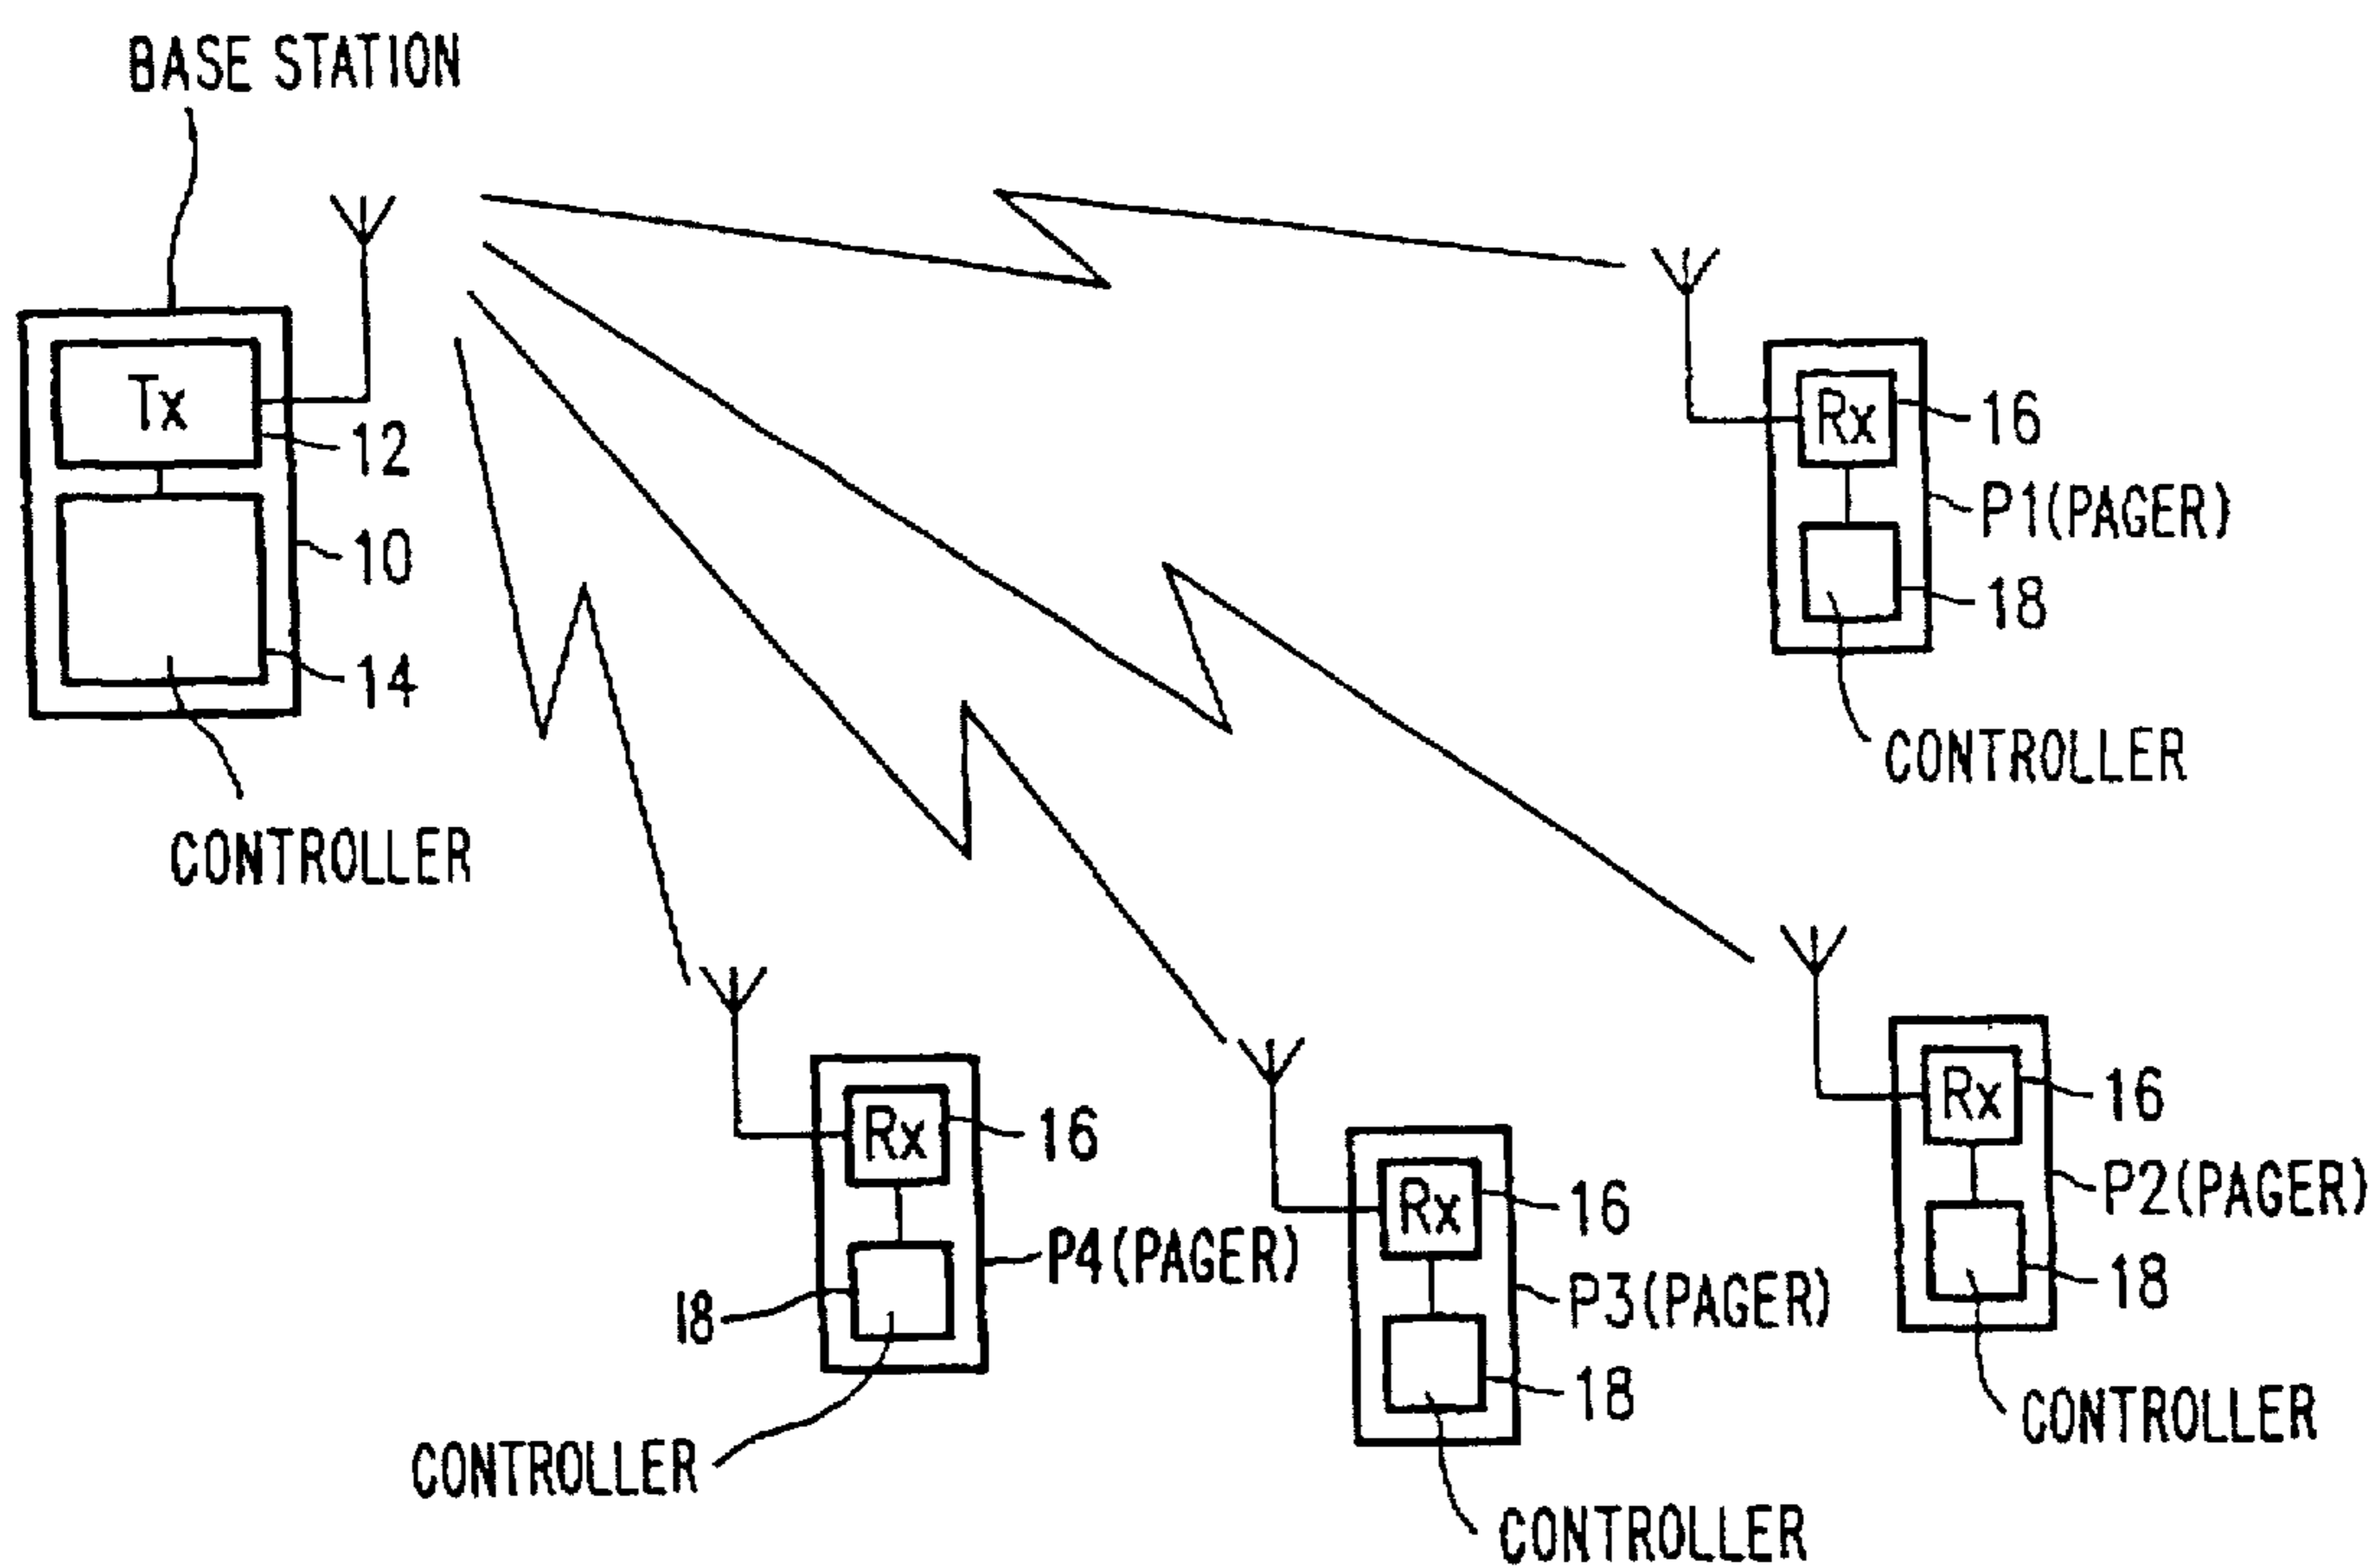 BASE STATION
Tx
12
10
14
CONTROLLER
Rx
16
P1(PAGER)
18
CONTROLLER
Rx
16
P4(PAGER)
18
CONTROLLER
Rx
16
P3(PAGER)
18
CONTROLLER
Rx
16
P2(PAGER)
18
CONTROLLER